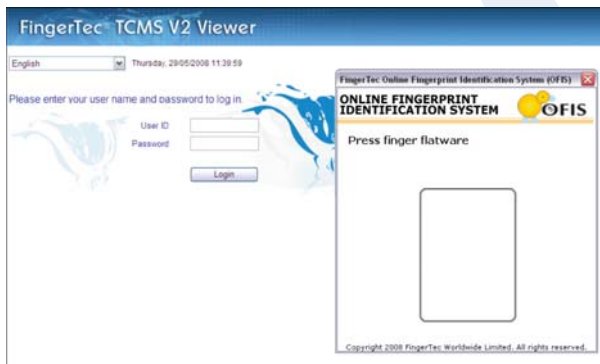 FingerTec TCMS V2 Viewer
English
Thursday, 29/05/2008 11:39:59
Please enter your user name and password to log in.
User ID
Password
Login
FingerTec Online Fingerprint Identification System (OFIS)
ONLINE FINGERPRINT
IDENTIFICATION SYSTEM
OFIS
Press finger flatware
Copyright 2008 FingerTec Worldwide Limited. All rights reserved.